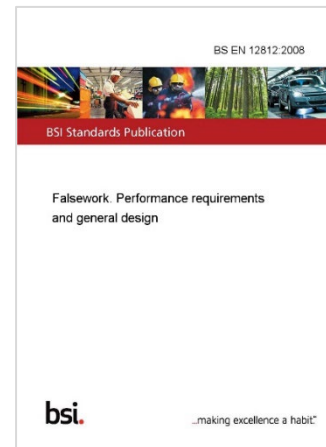 BS EN 12812:2008
BSI Standards Publication
Falsework. Performance requirements
and general design
bsi.
...making excellence a habit.™